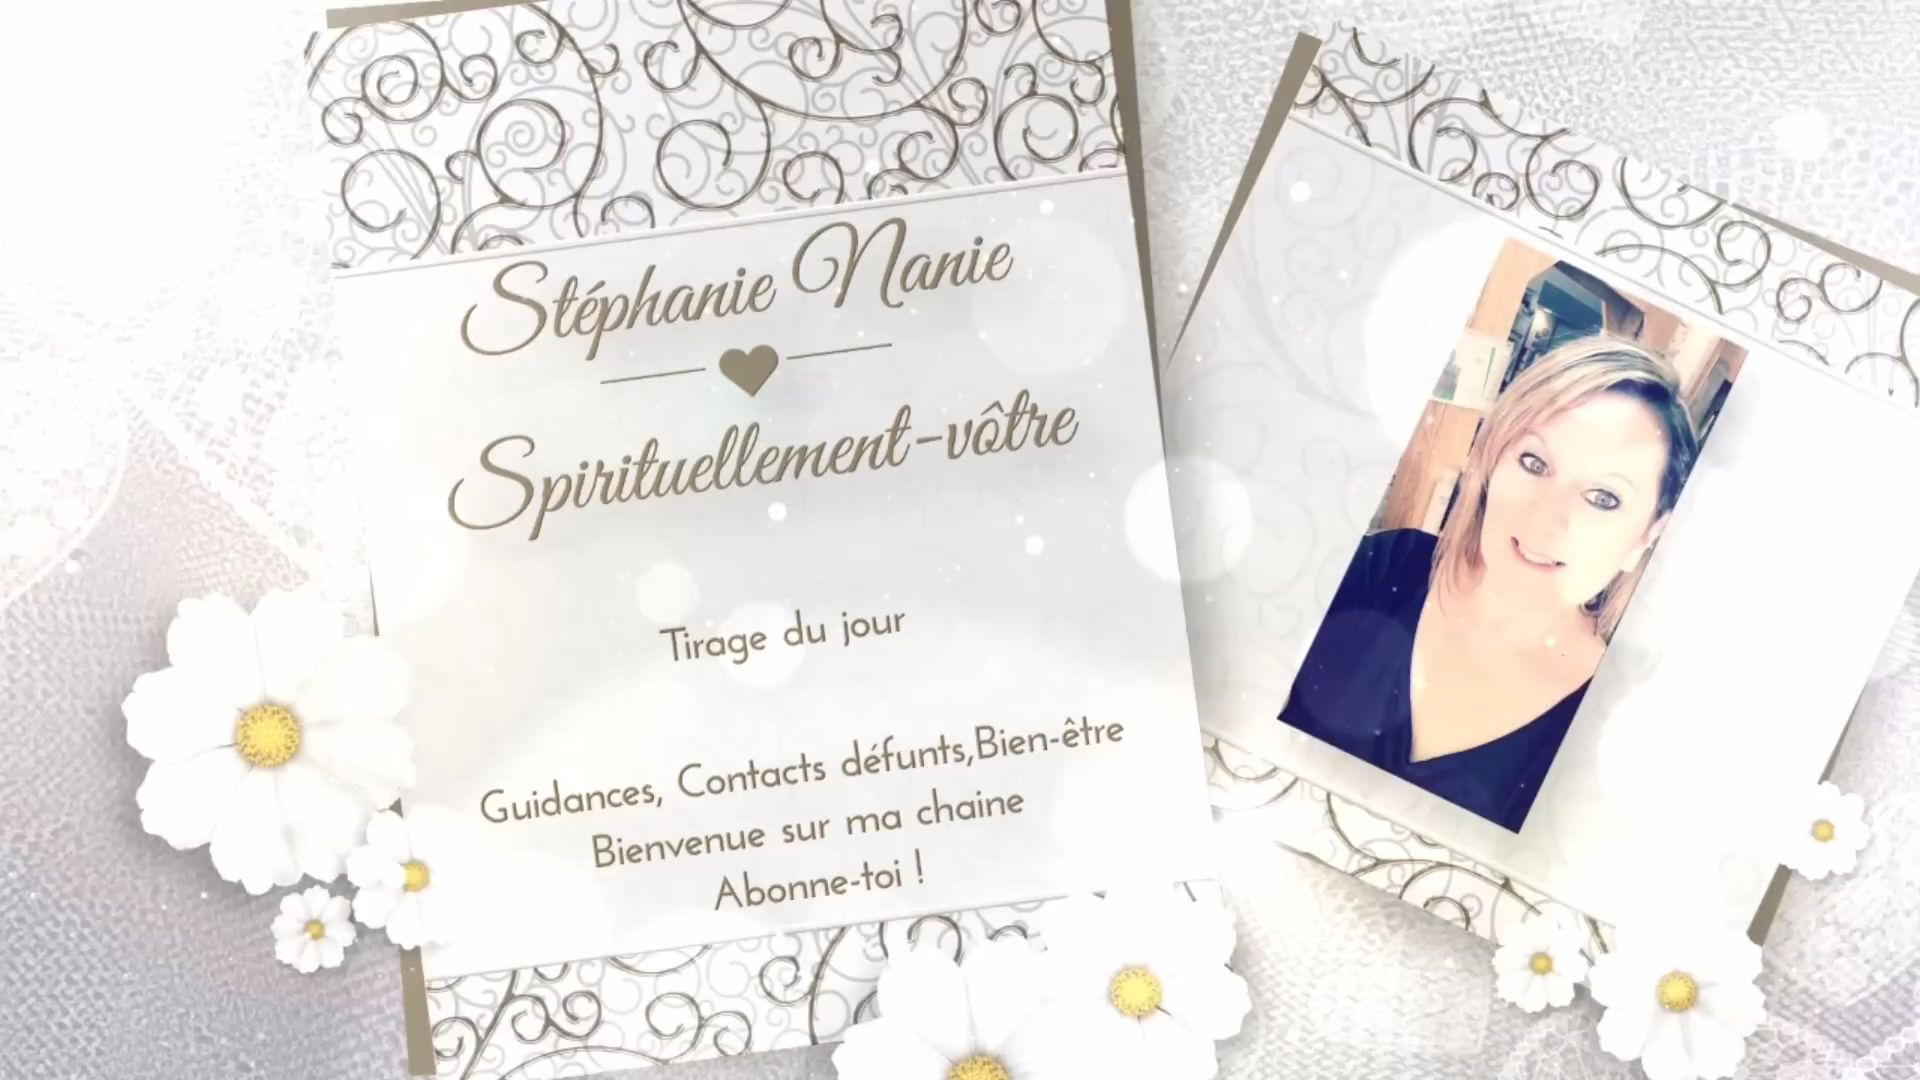 Stéphanie Nanie
Spirituellement-vôtre
Tirage du jour
Guidances, Contacts défunts,Bien-être
Bienvenue sur ma chaine
Abonne-toi !